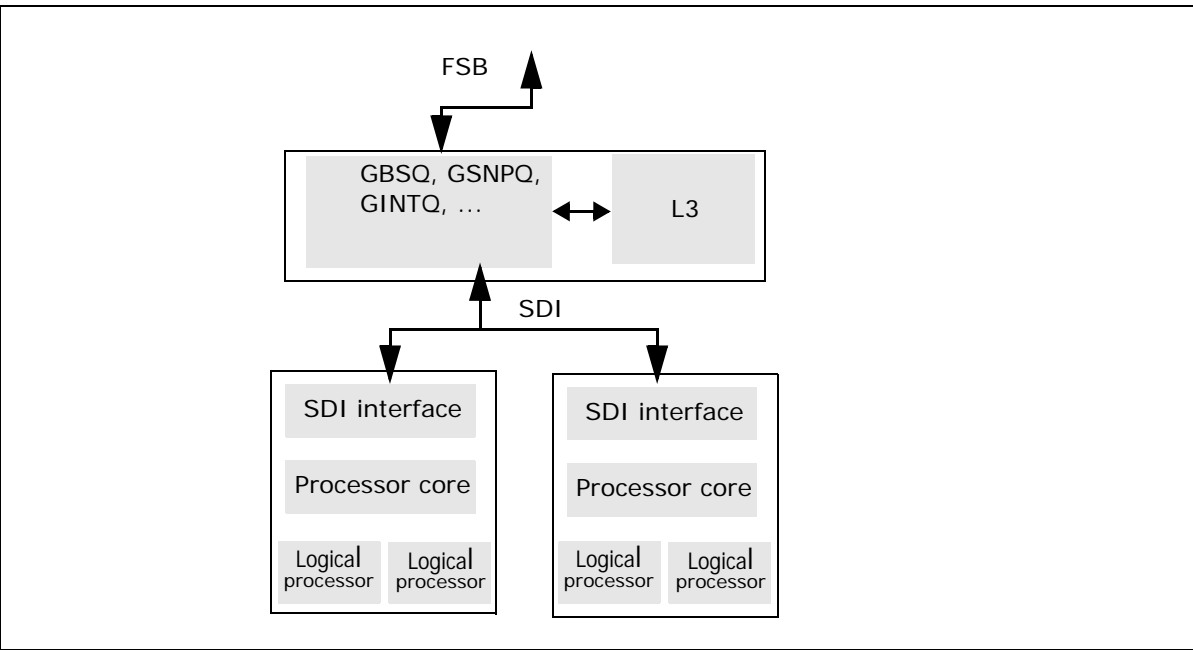 FSB
GBSQ, GSNPQ,
GINTQ, ...
L3
SDI
SDI interface
Processor core
Logical
processor
Logical
processor
SDI interface
Processor core
Logical
processor
Logical
processor